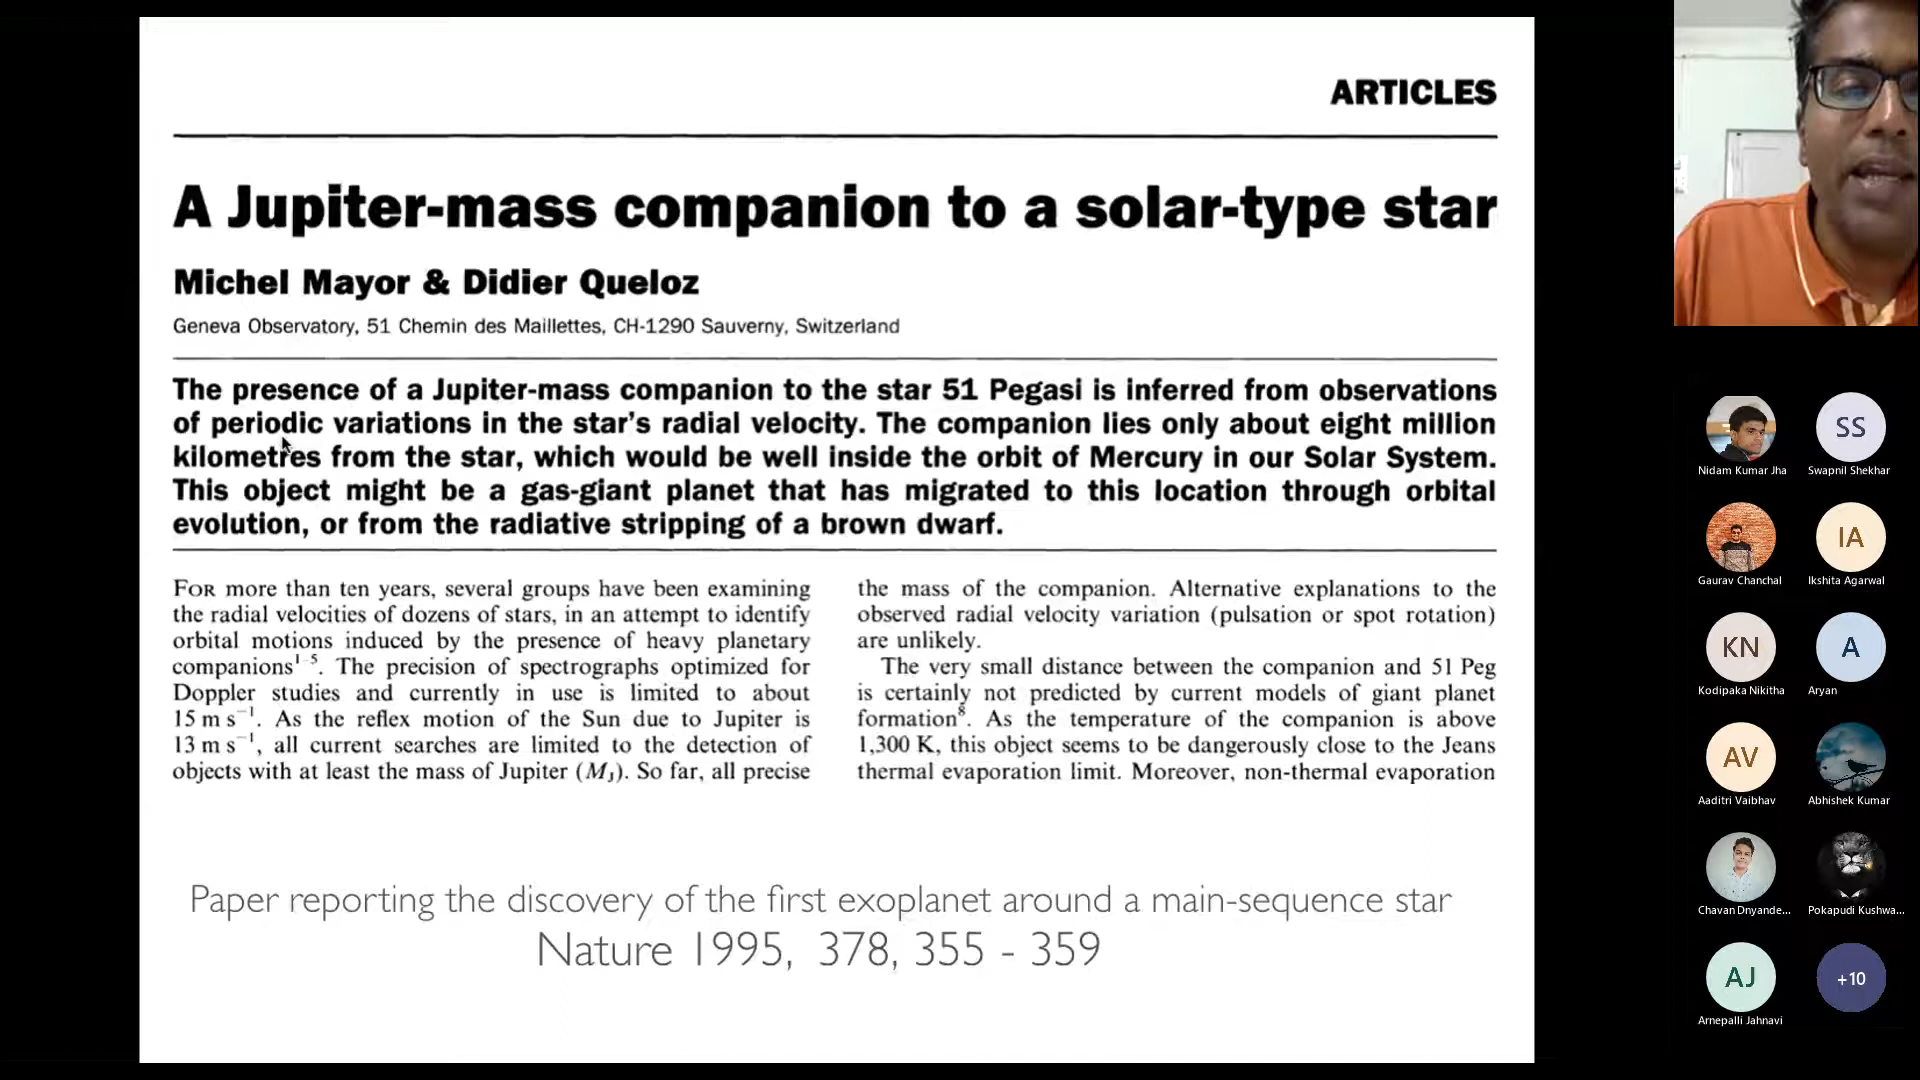 ARTICLES
A Jupiter-mass companion to a solar-type star
Michel Mayor & Didier Queloz
Geneva Observatory, 51 Chemin des Maillettes, CH-1290 Sauverny, Switzerland
The presence of a Jupiter-mass companion to the star 51 Pegasi is inferred from observations
of periodic variations in the star's radial velocity. The companion lies only about eight million
kilometres from the star, which would be well inside the orbit of Mercury in our Solar System.
This object might be a gas-giant planet that has migrated to this location through orbital
evolution, or from the radiative stripping of a brown dwarf.
FOR more than ten years, several groups have been examining
the radial velocities of dozens of stars, in an attempt to identify
orbital motions induced by the presence of heavy planetary
companions¹⁻⁵. The precision of spectrographs optimized for
Doppler studies and currently in use is limited to about
15 m s⁻¹. As the reflex motion of the Sun due to Jupiter is
13 m s⁻¹, all current searches are limited to the detection of
objects with at least the mass of Jupiter (M_J). So far, all precise
the mass of the companion. Alternative explanations to the
observed radial velocity variation (pulsation or spot rotation)
are unlikely.
The very small distance between the companion and 51 Peg
is certainly not predicted by current models of giant planet
formation⁸. As the temperature of the companion is above
1,300 K, this object seems to be dangerously close to the Jeans
thermal evaporation limit. Moreover, non-thermal evaporation
Paper reporting the discovery of the first exoplanet around a main-sequence star
Nature 1995, 378, 355 - 359
SS
Nidam Kumar Jha
Swapnil Shekhar
IA
Gaurav Chanchal
Ikshita Agarwal
KN
A
Kodipaka Nikitha
Aryan
AV
Aaditri Vaibhav
Abhishek Kumar
Chavan Dnyande...
Pokapudi Kushwa...
AJ
+10
Arnepalli Jahnavi